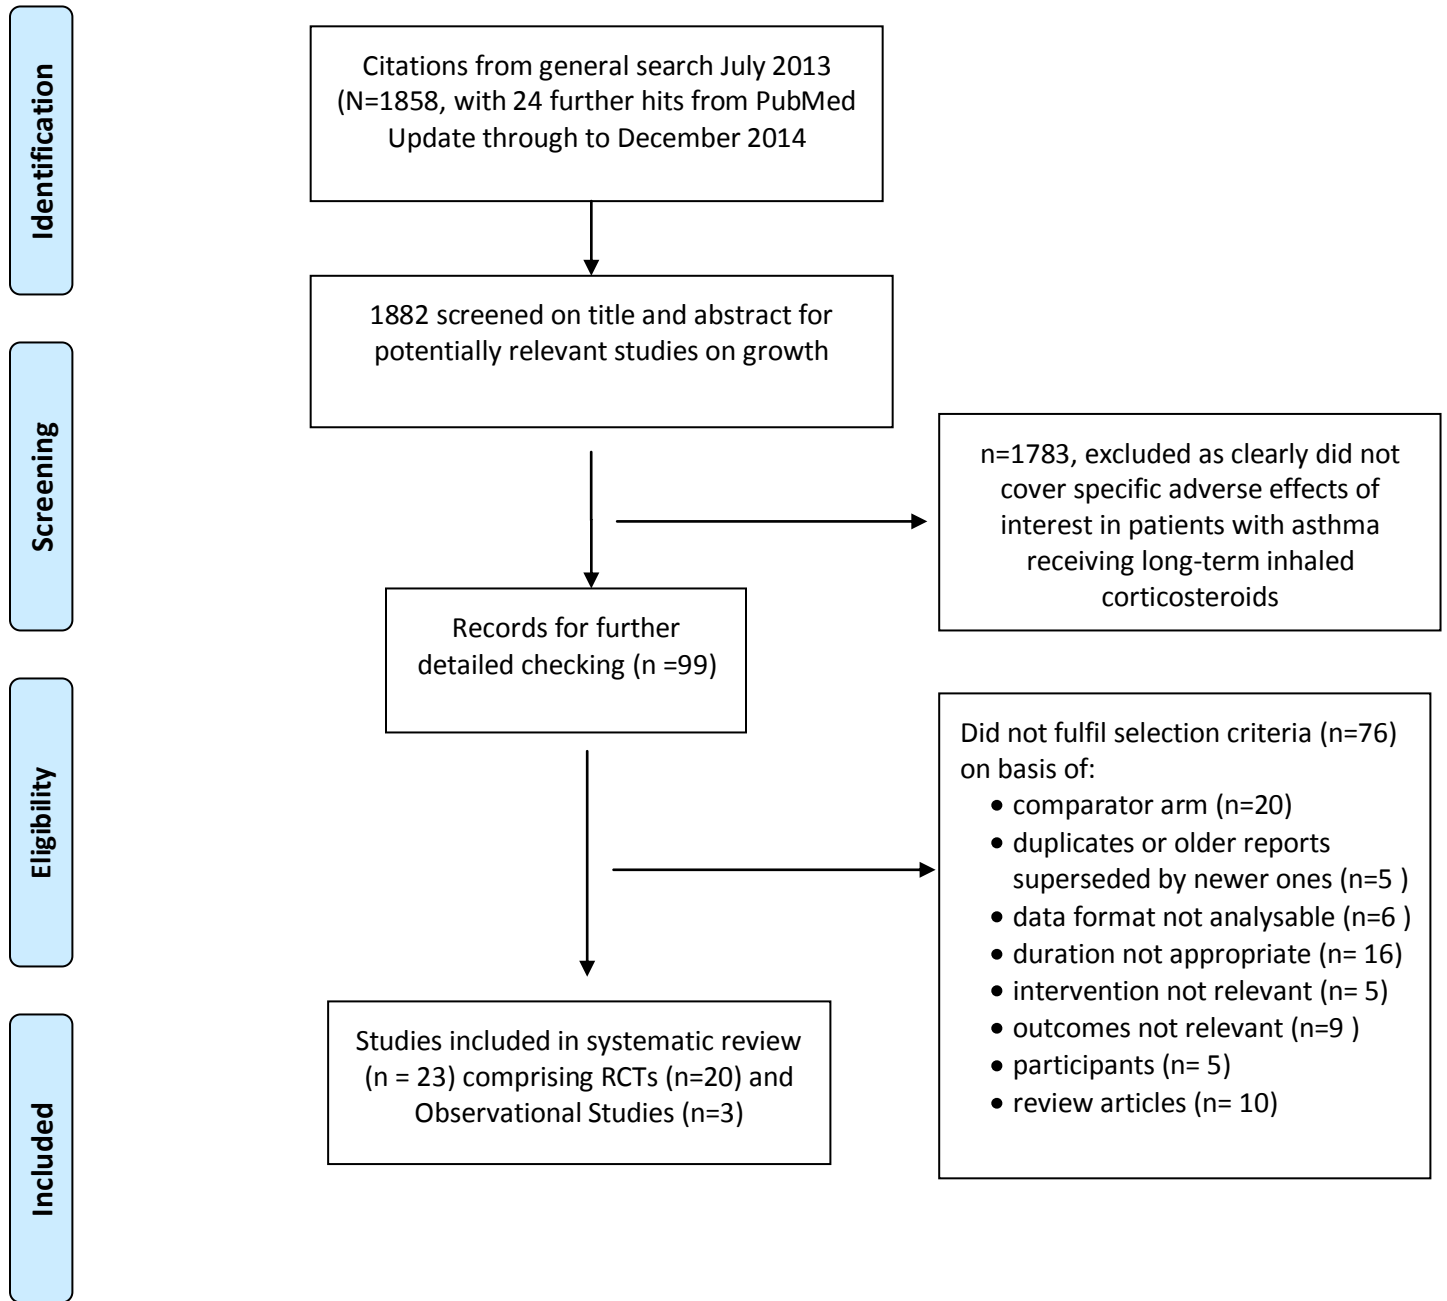 Identification
Citations from general search July 2013
(N=1858, with 24 further hits from PubMed
Update through to December 2014
1882 screened on title and abstract for
potentially relevant studies on growth
Screening
n=1783, excluded as clearly did not
cover specific adverse effects of
interest in patients with asthma
receiving long-term inhaled
corticosteroids
Records for further
detailed checking (n =99)
Eligibility
Did not fulfil selection criteria (n=76)
on basis of:
• comparator arm (n=20)
• duplicates or older reports
superseded by newer ones (n=5 )
• data format not analysable (n=6 )
• duration not appropriate (n= 16)
• intervention not relevant (n= 5)
• outcomes not relevant (n=9 )
• participants (n= 5)
• review articles (n= 10)
Included
Studies included in systematic review
(n = 23) comprising RCTs (n=20) and
Observational Studies (n=3)